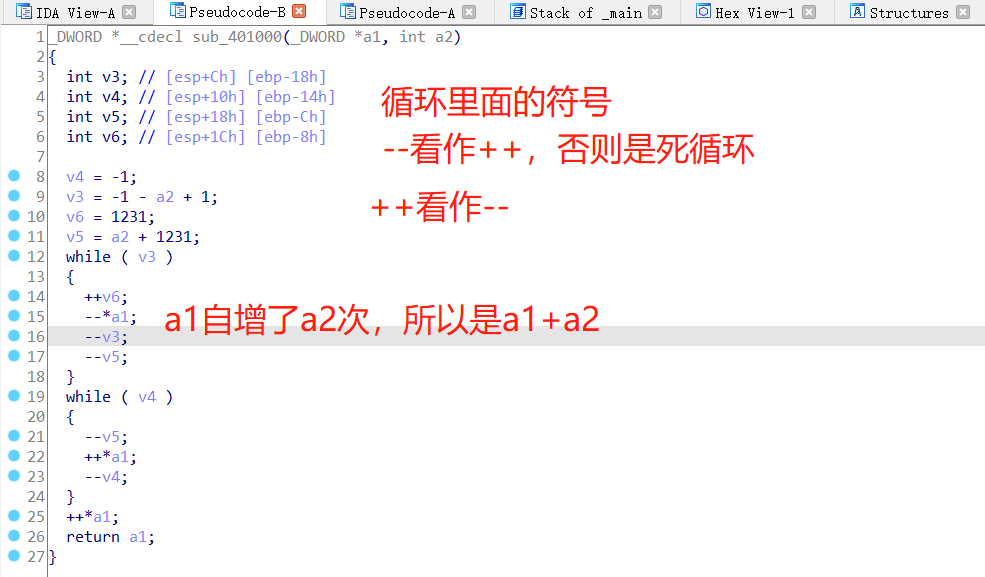 IDA View-A Pseudocode-B Pseudocode-A Stack of _main Hex View-1 Structures
1 _DWORD *__cdecl sub_401000(_DWORD *a1, int a2)
2 {
3 int v3; // [esp+Ch] [ebp-18h]
4 int v4; // [esp+10h] [ebp-14h]
5 int v5; // [esp+18h] [ebp-Ch]
6 int v6; // [esp+1Ch] [ebp-8h]
循环里面的符号
--看作++，否则是死循环
7
8 v4 = -1;
9 v3 = -1 - a2 + 1;
++看作--
10 v6 = 1231;
11 v5 = a2 + 1231;
12 while ( v3 )
13 {
14 ++v6;
15 --*a1;
a1自增了a2次，所以是a1+a2
16 --v3;
17 --v5;
18 }
19 while ( v4 )
20 {
21 --v5;
22 ++*a1;
23 --v4;
24 }
25 ++*a1;
26 return a1;
27 }